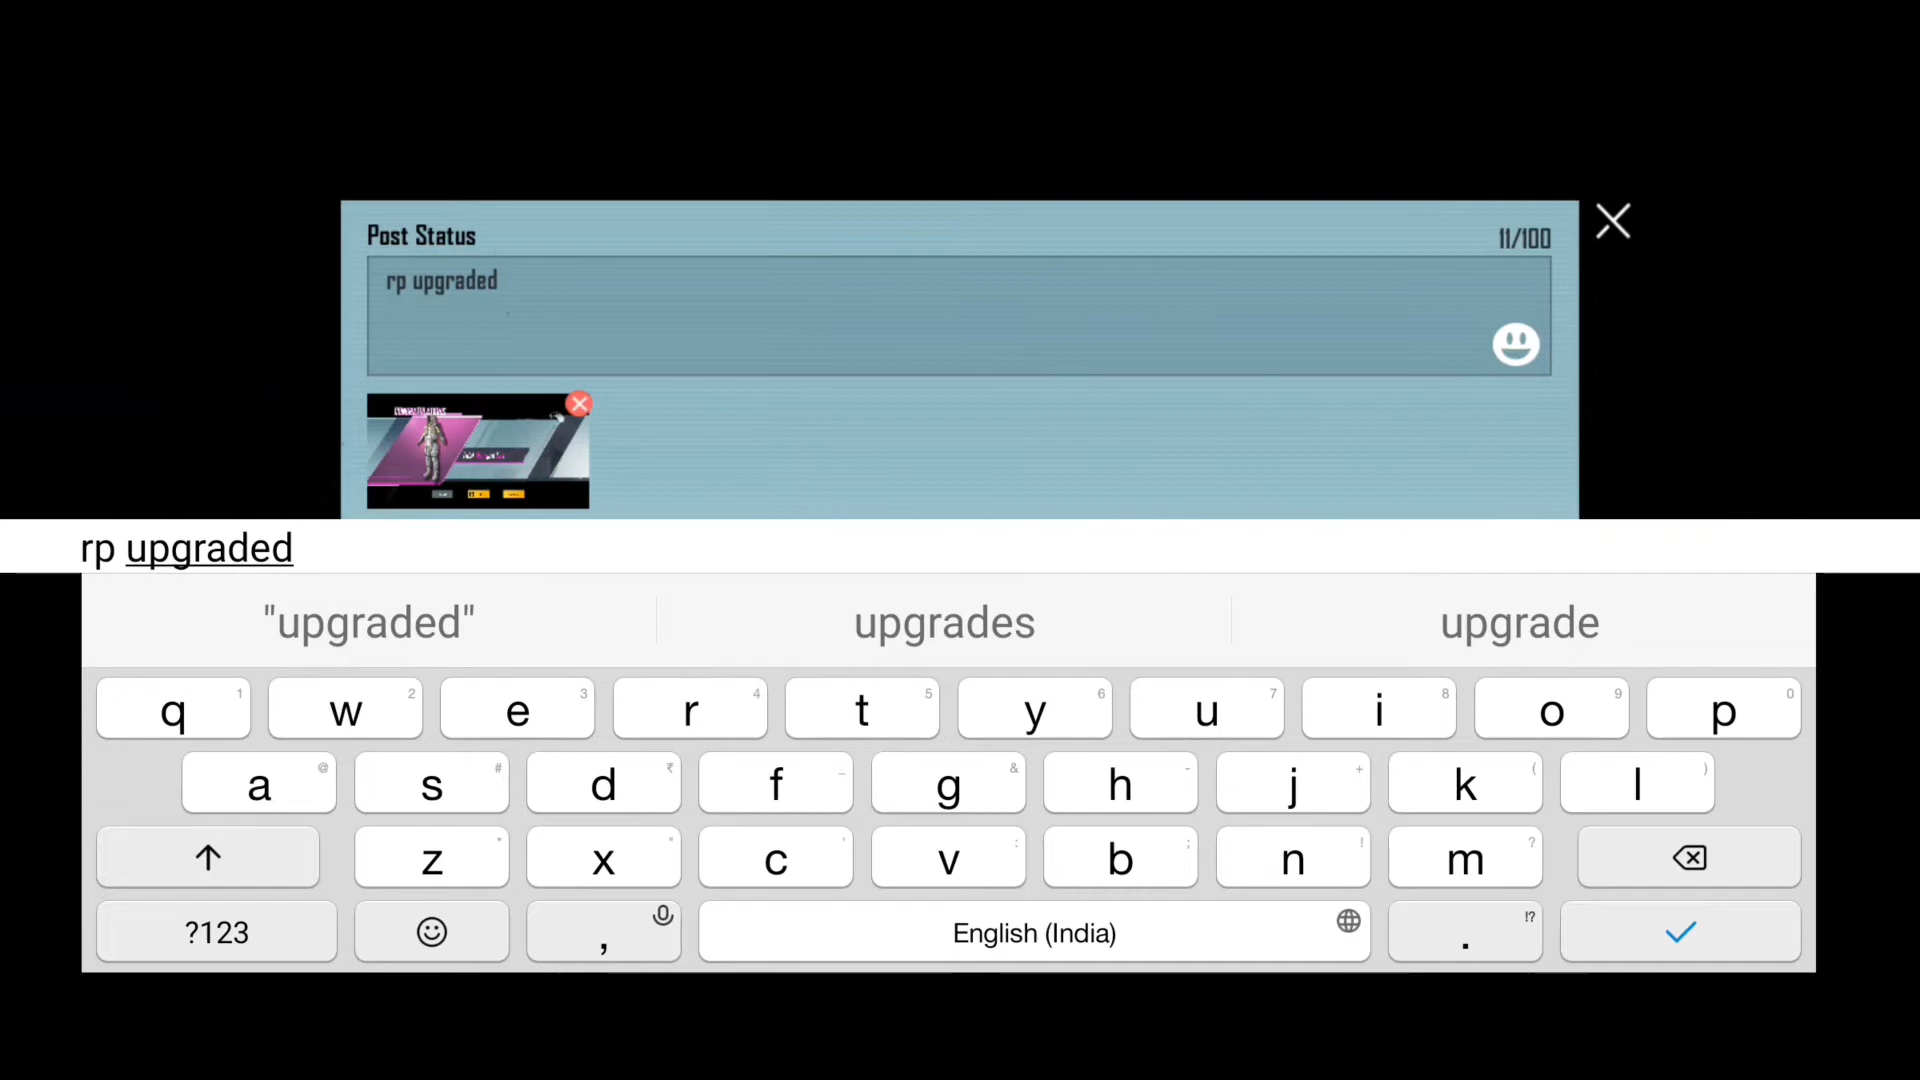 Post Status
11/100
rp upgraded
rp upgraded
"upgraded" upgrades upgrade
1 2 3 4 5 6 7 8 9 0
q w e r t y u i o p
@ # ₹ _ & - + ( )
a s d f g h j k l
* " ' : ; ! ?
z x c v b n m
?123 , English (India) . !?